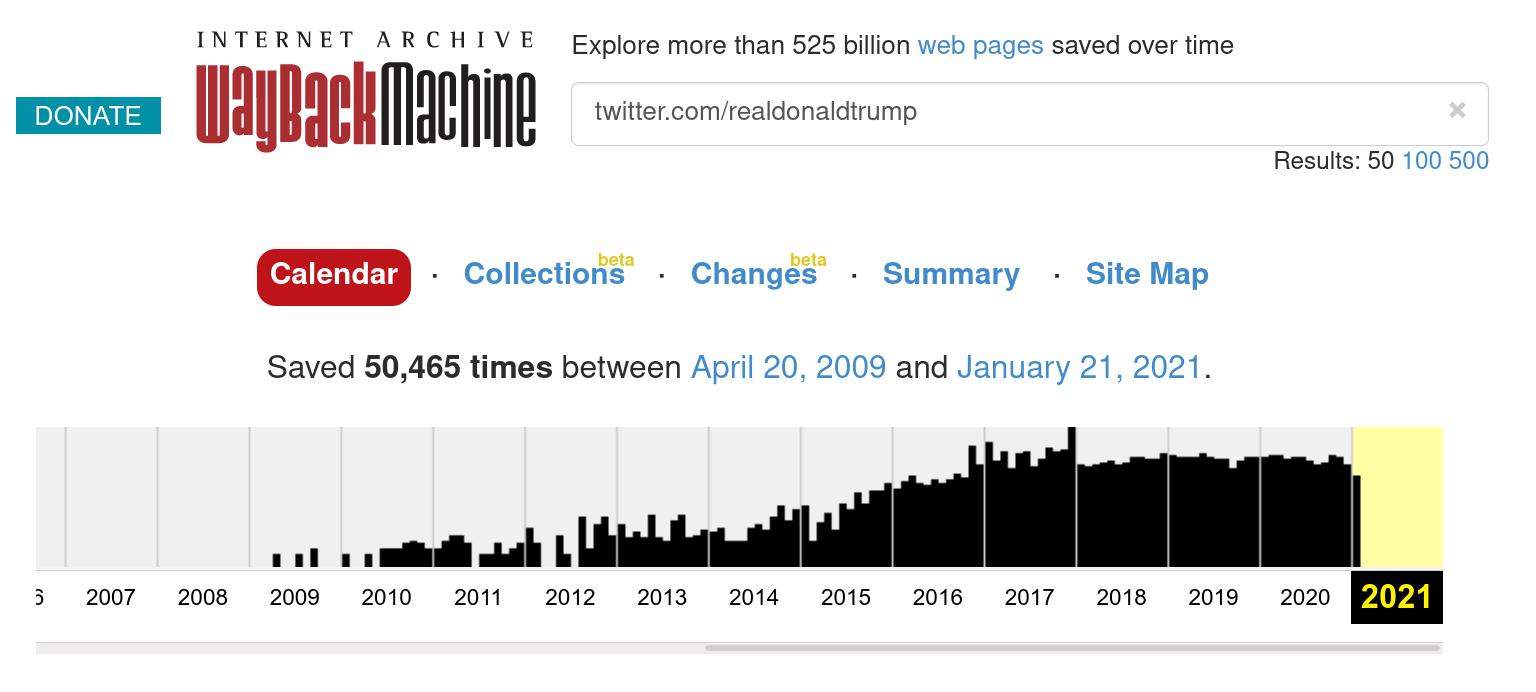 INTERNET ARCHIVE
WayBackMachine
DONATE
Explore more than 525 billion web pages saved over time
twitter.com/realdonaldtrump ×
Results: 50 100 500
Calendar · Collections beta · Changes beta · Summary · Site Map
Saved 50,465 times between April 20, 2009 and January 21, 2021.
6 2007 2008 2009 2010 2011 2012 2013 2014 2015 2016 2017 2018 2019 2020 2021